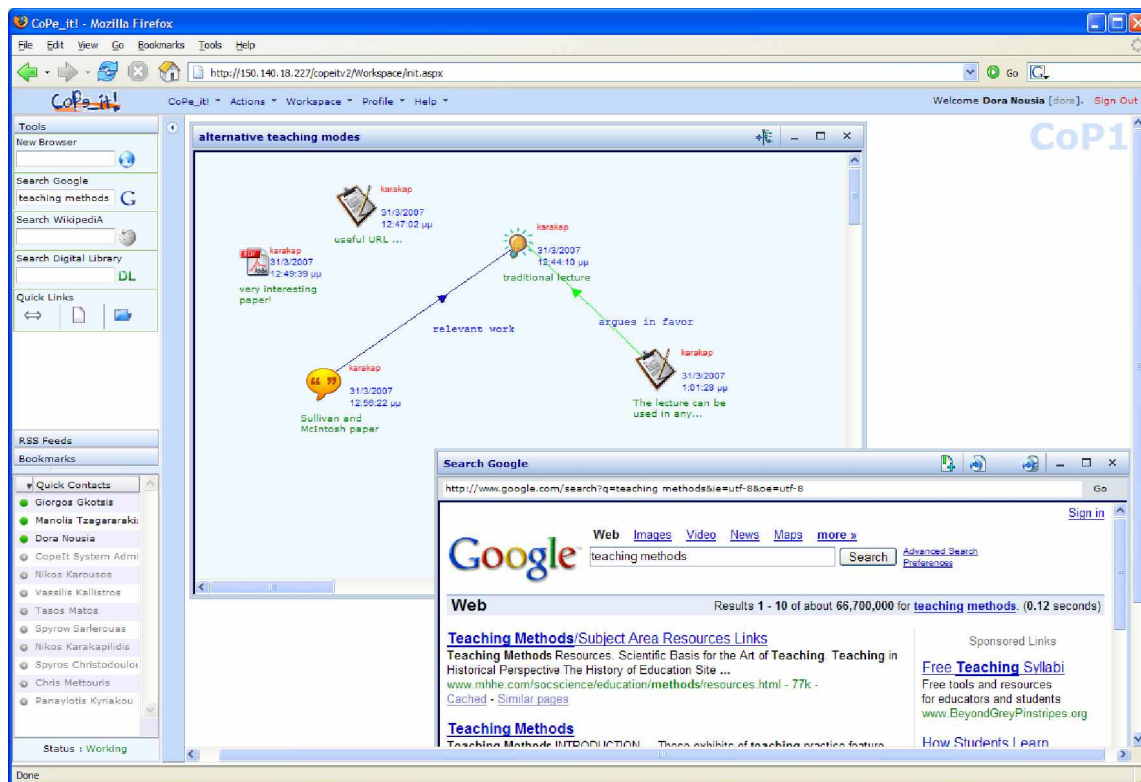 CoPe_it! - Mozilla Firefox
File Edit View Go Bookmarks Tools Help
http://150.140.18.227/copeitv2/Workspace/init.aspx
Go
CoPe_it!
CoPe_it! Actions Workspace Profile Help
Welcome Dora Nousia [dora]. Sign Out
Tools
New Browser
Search Google
teaching methods
Search WikipediA
Search Digital Library
DL
Quick Links
RSS Feeds
Bookmarks
Quick Contacts
Giorgos Gkotsis
Manolis Tzagararaki
Dora Nousia
CopeIt System Admi
Nikos Karousos
Vassilis Kallistros
Tasos Matos
Spyrow Sarlerouas
Nikos Karakapilidis
Spyros Christodoulou
Chris Mettouris
Panayiotis Kyriakou
Status : Working
Done
CoP1
alternative teaching modes
karakap
31/3/2007
12:47:02 μμ
useful URL ...
karakap
31/3/2007
12:49:39 μμ
very interesting
paper!
karakap
31/3/2007
12:44:10 μμ
traditional lecture
relevant work
argues in favor
karakap
31/3/2007
12:56:22 μμ
Sullivan and
McIntosh paper
karakap
31/3/2007
1:01:28 μμ
The lecture can be
used in any...
Search Google
http://www.google.com/search?q=teaching methods&ie=utf-8&oe=utf-8
Go
Sign in
Google
Web Images Video News Maps more »
teaching methods
Search
Advanced Search
Preferences
Web
Results 1 - 10 of about 66,700,000 for teaching methods. (0.12 seconds)
Teaching Methods/Subject Area Resources Links
Teaching Methods Resources. Scientific Basis for the Art of Teaching. Teaching in
Historical Perspective The History of Education Site ...
www.mhhe.com/socscience/education/methods/resources.html - 77k -
Cached - Similar pages
Teaching Methods
Teaching Methods INTRODUCTION ... These exhibits of teaching practice feature
Sponsored Links
Free Teaching Syllabi
Free tools and resources
for educators and students
www.BeyondGreyPinstripes.org
How Students Learn